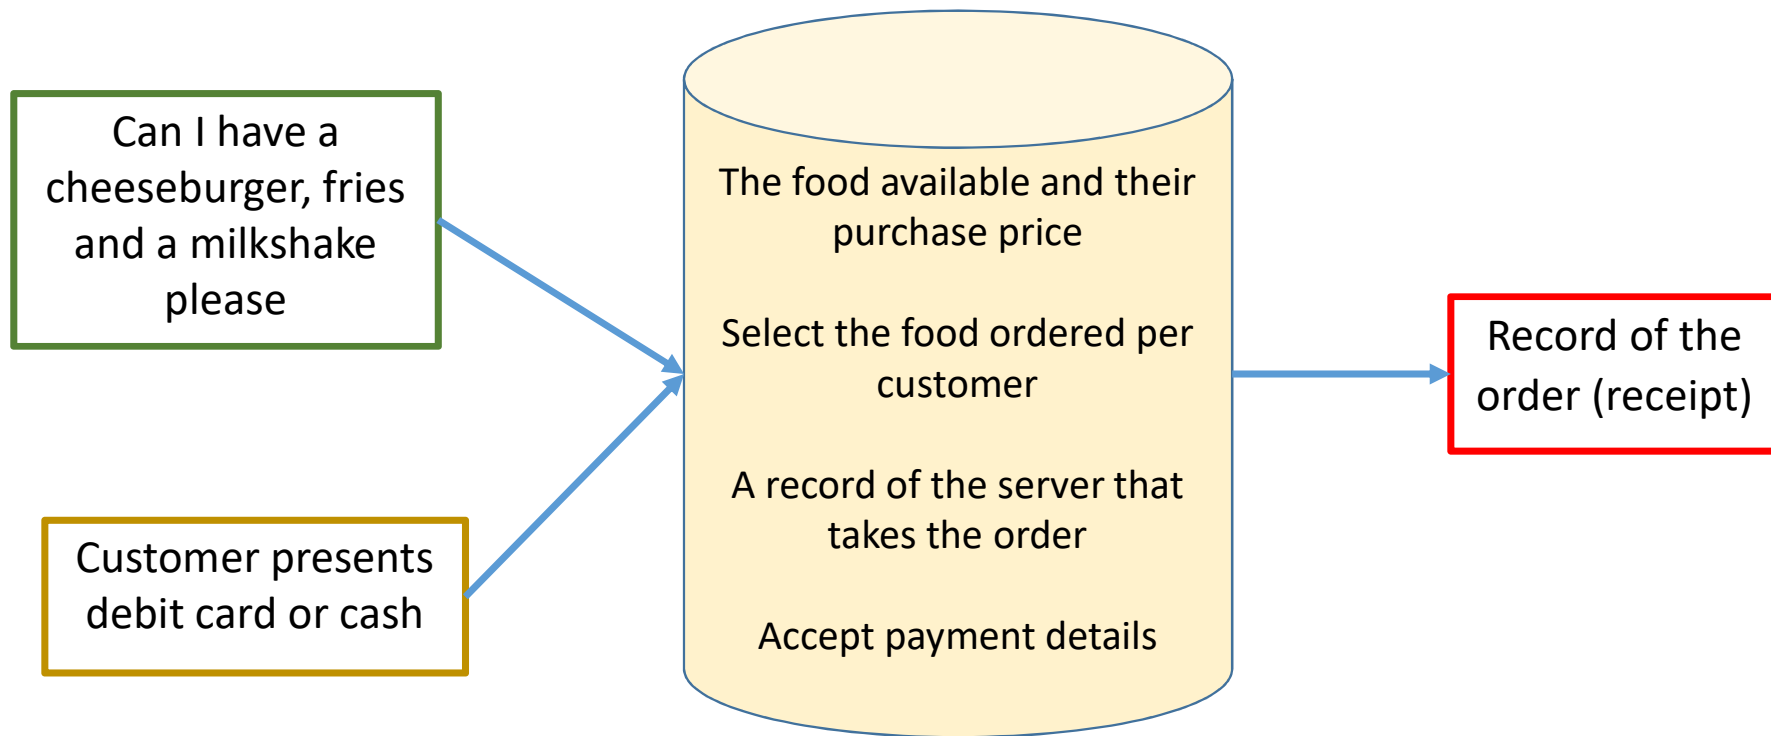 Can I have a
cheeseburger, fries
and a milkshake
please
Customer presents
debit card or cash
The food available and their
purchase price
Select the food ordered per
customer
A record of the server that
takes the order
Accept payment details
Record of the
order (receipt)